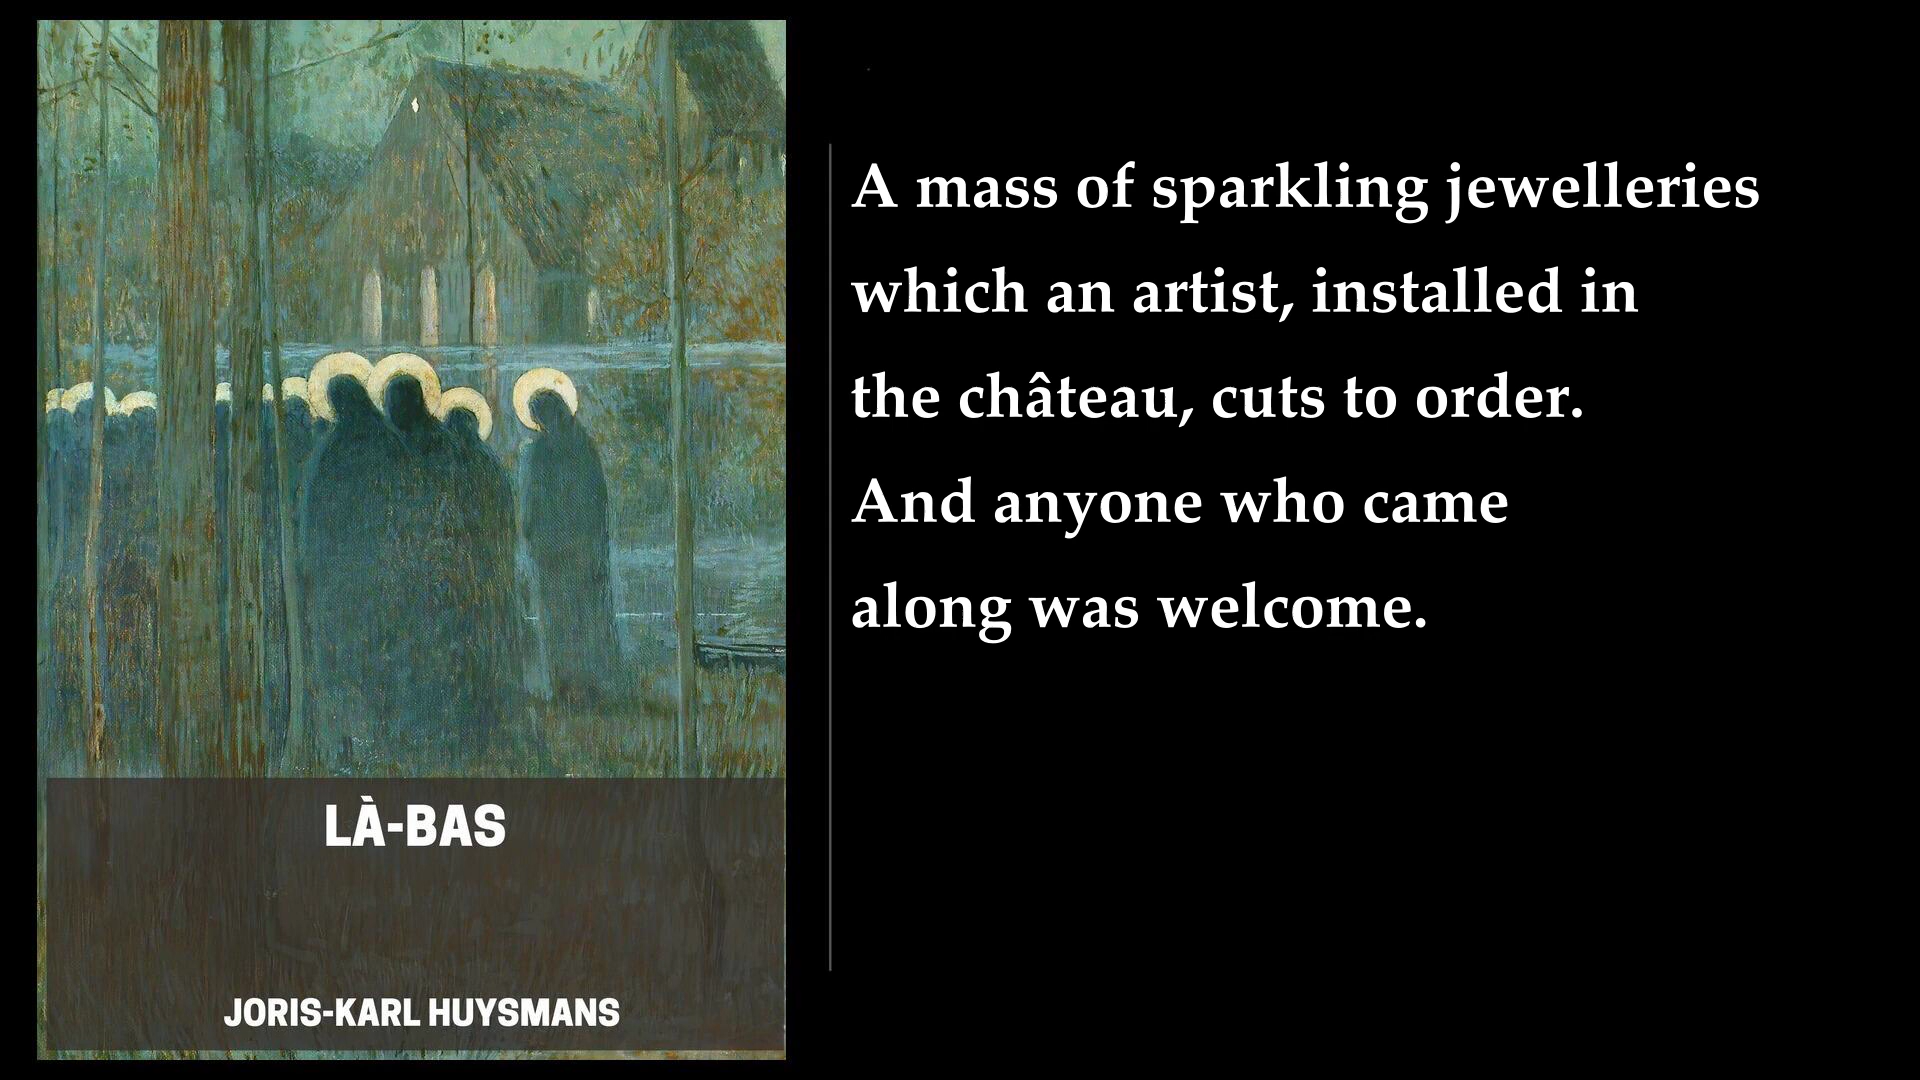 LÀ-BAS
JORIS-KARL HUYSMANS
A mass of sparkling jewelleries
which an artist, installed in
the château, cuts to order.
And anyone who came
along was welcome.